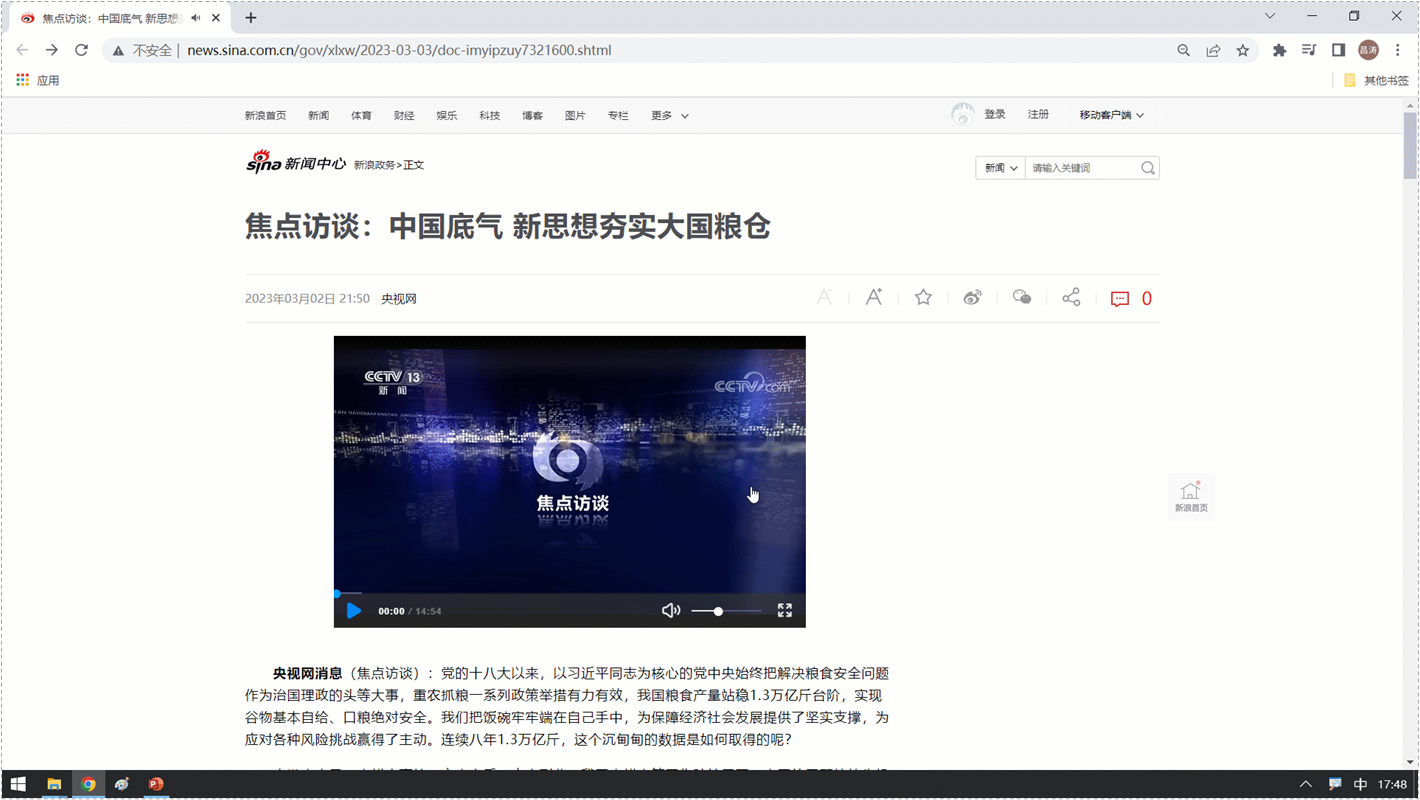 焦点访谈：中国底气 新思想
不安全 | news.sina.com.cn/gov/xlxw/2023-03-03/doc-imyipzuy7321600.shtml
昌涛
应用
其他书签
新浪首页 新闻 体育 财经 娱乐 科技 博客 图片 专栏 更多
登录 注册 移动客户端
sina 新闻中心 新浪政务>正文
新闻 请输入关键词
焦点访谈：中国底气 新思想夯实大国粮仓
2023年03月02日 21:50 央视网
0
CCTV 13
新闻
CCTV.com
焦点访谈
新浪首页
00:00 / 14:54
央视网消息（焦点访谈）：党的十八大以来，以习近平同志为核心的党中央始终把解决粮食安全问题
作为治国理政的头等大事，重农抓粮一系列政策举措有力有效，我国粮食产量站稳1.3万亿斤台阶，实现
谷物基本自给、口粮绝对安全。我们把饭碗牢牢端在自己手中，为保障经济社会发展提供了坚实支撑，为
应对各种风险挑战赢得了主动。连续八年1.3万亿斤，这个沉甸甸的数据是如何取得的呢？
中 17:48